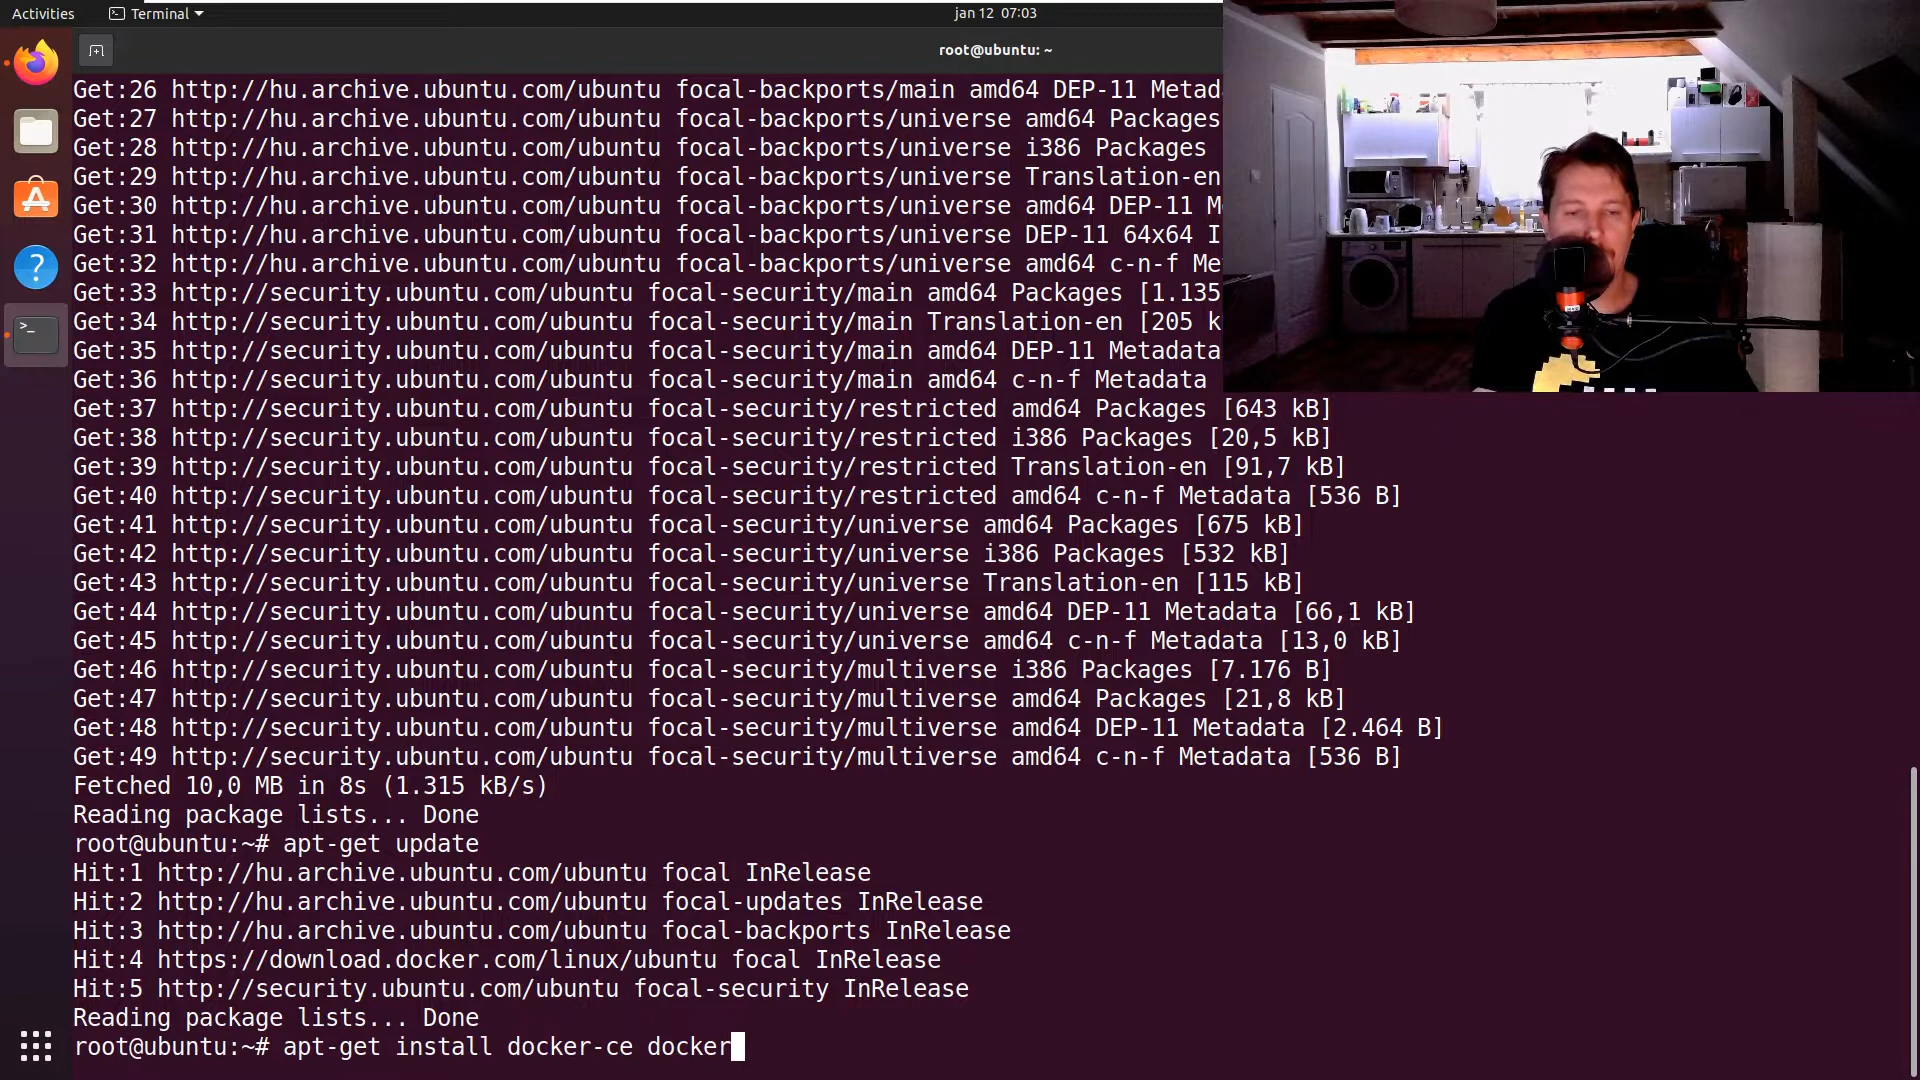 Activities
Terminal
jan 12 07:03
root@ubuntu: ~
Get:26 http://hu.archive.ubuntu.com/ubuntu focal-backports/main amd64 DEP-11 Metad
Get:27 http://hu.archive.ubuntu.com/ubuntu focal-backports/universe amd64 Packages
Get:28 http://hu.archive.ubuntu.com/ubuntu focal-backports/universe i386 Packages
Get:29 http://hu.archive.ubuntu.com/ubuntu focal-backports/universe Translation-en
Get:30 http://hu.archive.ubuntu.com/ubuntu focal-backports/universe amd64 DEP-11 M
Get:31 http://hu.archive.ubuntu.com/ubuntu focal-backports/universe DEP-11 64x64 I
Get:32 http://hu.archive.ubuntu.com/ubuntu focal-backports/universe amd64 c-n-f Me
Get:33 http://security.ubuntu.com/ubuntu focal-security/main amd64 Packages [1.135
Get:34 http://security.ubuntu.com/ubuntu focal-security/main Translation-en [205 k
Get:35 http://security.ubuntu.com/ubuntu focal-security/main amd64 DEP-11 Metadata
Get:36 http://security.ubuntu.com/ubuntu focal-security/main amd64 c-n-f Metadata
Get:37 http://security.ubuntu.com/ubuntu focal-security/restricted amd64 Packages [643 kB]
Get:38 http://security.ubuntu.com/ubuntu focal-security/restricted i386 Packages [20,5 kB]
Get:39 http://security.ubuntu.com/ubuntu focal-security/restricted Translation-en [91,7 kB]
Get:40 http://security.ubuntu.com/ubuntu focal-security/restricted amd64 c-n-f Metadata [536 B]
Get:41 http://security.ubuntu.com/ubuntu focal-security/universe amd64 Packages [675 kB]
Get:42 http://security.ubuntu.com/ubuntu focal-security/universe i386 Packages [532 kB]
Get:43 http://security.ubuntu.com/ubuntu focal-security/universe Translation-en [115 kB]
Get:44 http://security.ubuntu.com/ubuntu focal-security/universe amd64 DEP-11 Metadata [66,1 kB]
Get:45 http://security.ubuntu.com/ubuntu focal-security/universe amd64 c-n-f Metadata [13,0 kB]
Get:46 http://security.ubuntu.com/ubuntu focal-security/multiverse i386 Packages [7.176 B]
Get:47 http://security.ubuntu.com/ubuntu focal-security/multiverse amd64 Packages [21,8 kB]
Get:48 http://security.ubuntu.com/ubuntu focal-security/multiverse amd64 DEP-11 Metadata [2.464 B]
Get:49 http://security.ubuntu.com/ubuntu focal-security/multiverse amd64 c-n-f Metadata [536 B]
Fetched 10,0 MB in 8s (1.315 kB/s)
Reading package lists... Done
root@ubuntu:~# apt-get update
Hit:1 http://hu.archive.ubuntu.com/ubuntu focal InRelease
Hit:2 http://hu.archive.ubuntu.com/ubuntu focal-updates InRelease
Hit:3 http://hu.archive.ubuntu.com/ubuntu focal-backports InRelease
Hit:4 https://download.docker.com/linux/ubuntu focal InRelease
Hit:5 http://security.ubuntu.com/ubuntu focal-security InRelease
Reading package lists... Done
root@ubuntu:~# apt-get install docker-ce docker